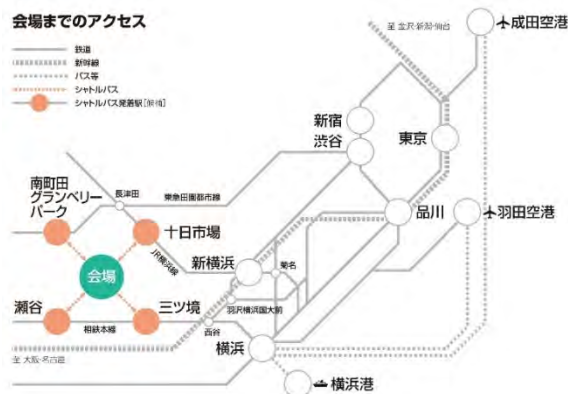 会場までのアクセス
鉄道
新幹線
バス等
シャトルバス
シャトルバス発着駅
至 金沢・新潟・仙台
成田空港
新宿
渋谷
東京
南町田
グランベリー
パーク
長津田
東急田園都市線
品川
羽田空港
十日市場
JR横浜線
新横浜
菊名
会場
羽沢横浜国大前
瀬谷
三ツ境
相鉄本線
西谷
横浜
至 大阪・名古屋
横浜港